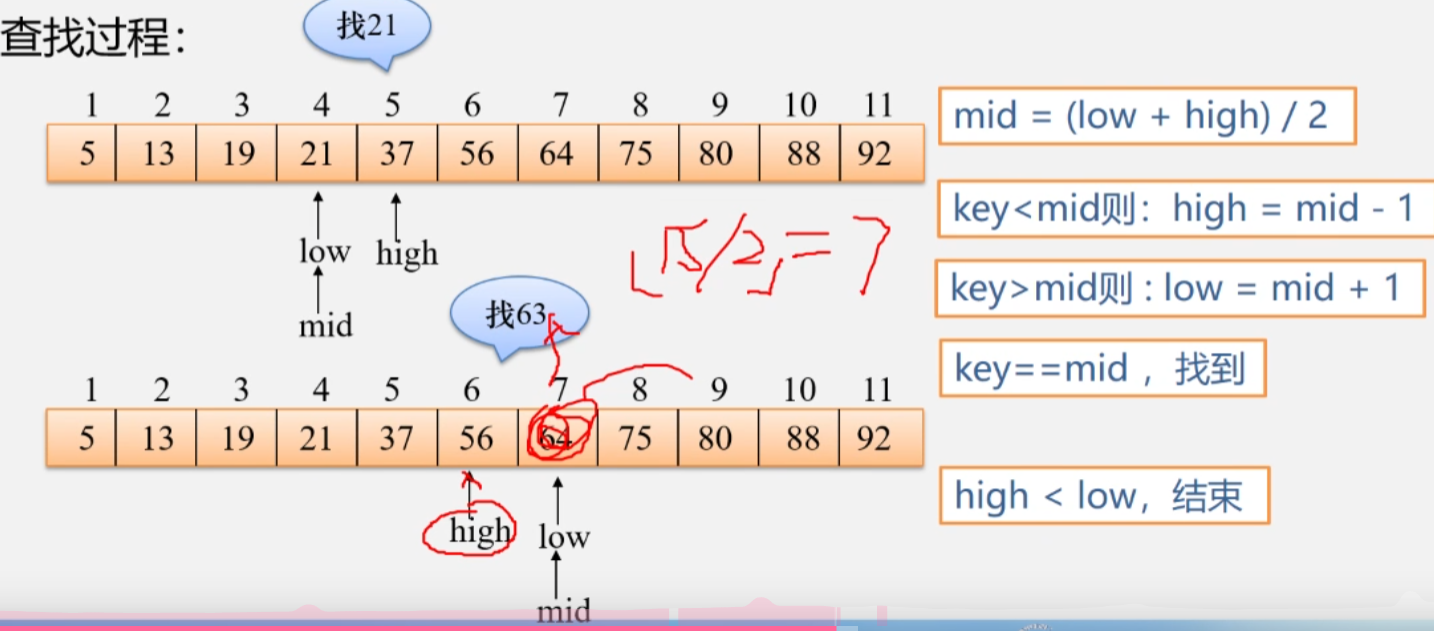 查找过程：
找21
1 2 3 4 5 6 7 8 9 10 11
5 13 19 21 37 56 64 75 80 88 92
low high
mid
mid = (low + high) / 2
key<mid则：high = mid - 1
key>mid则 : low = mid + 1
key==mid ，找到
high < low，结束
⌊15/2⌋=7
找63
1 2 3 4 5 6 7 8 9 10 11
5 13 19 21 37 56 64 75 80 88 92
high low
mid